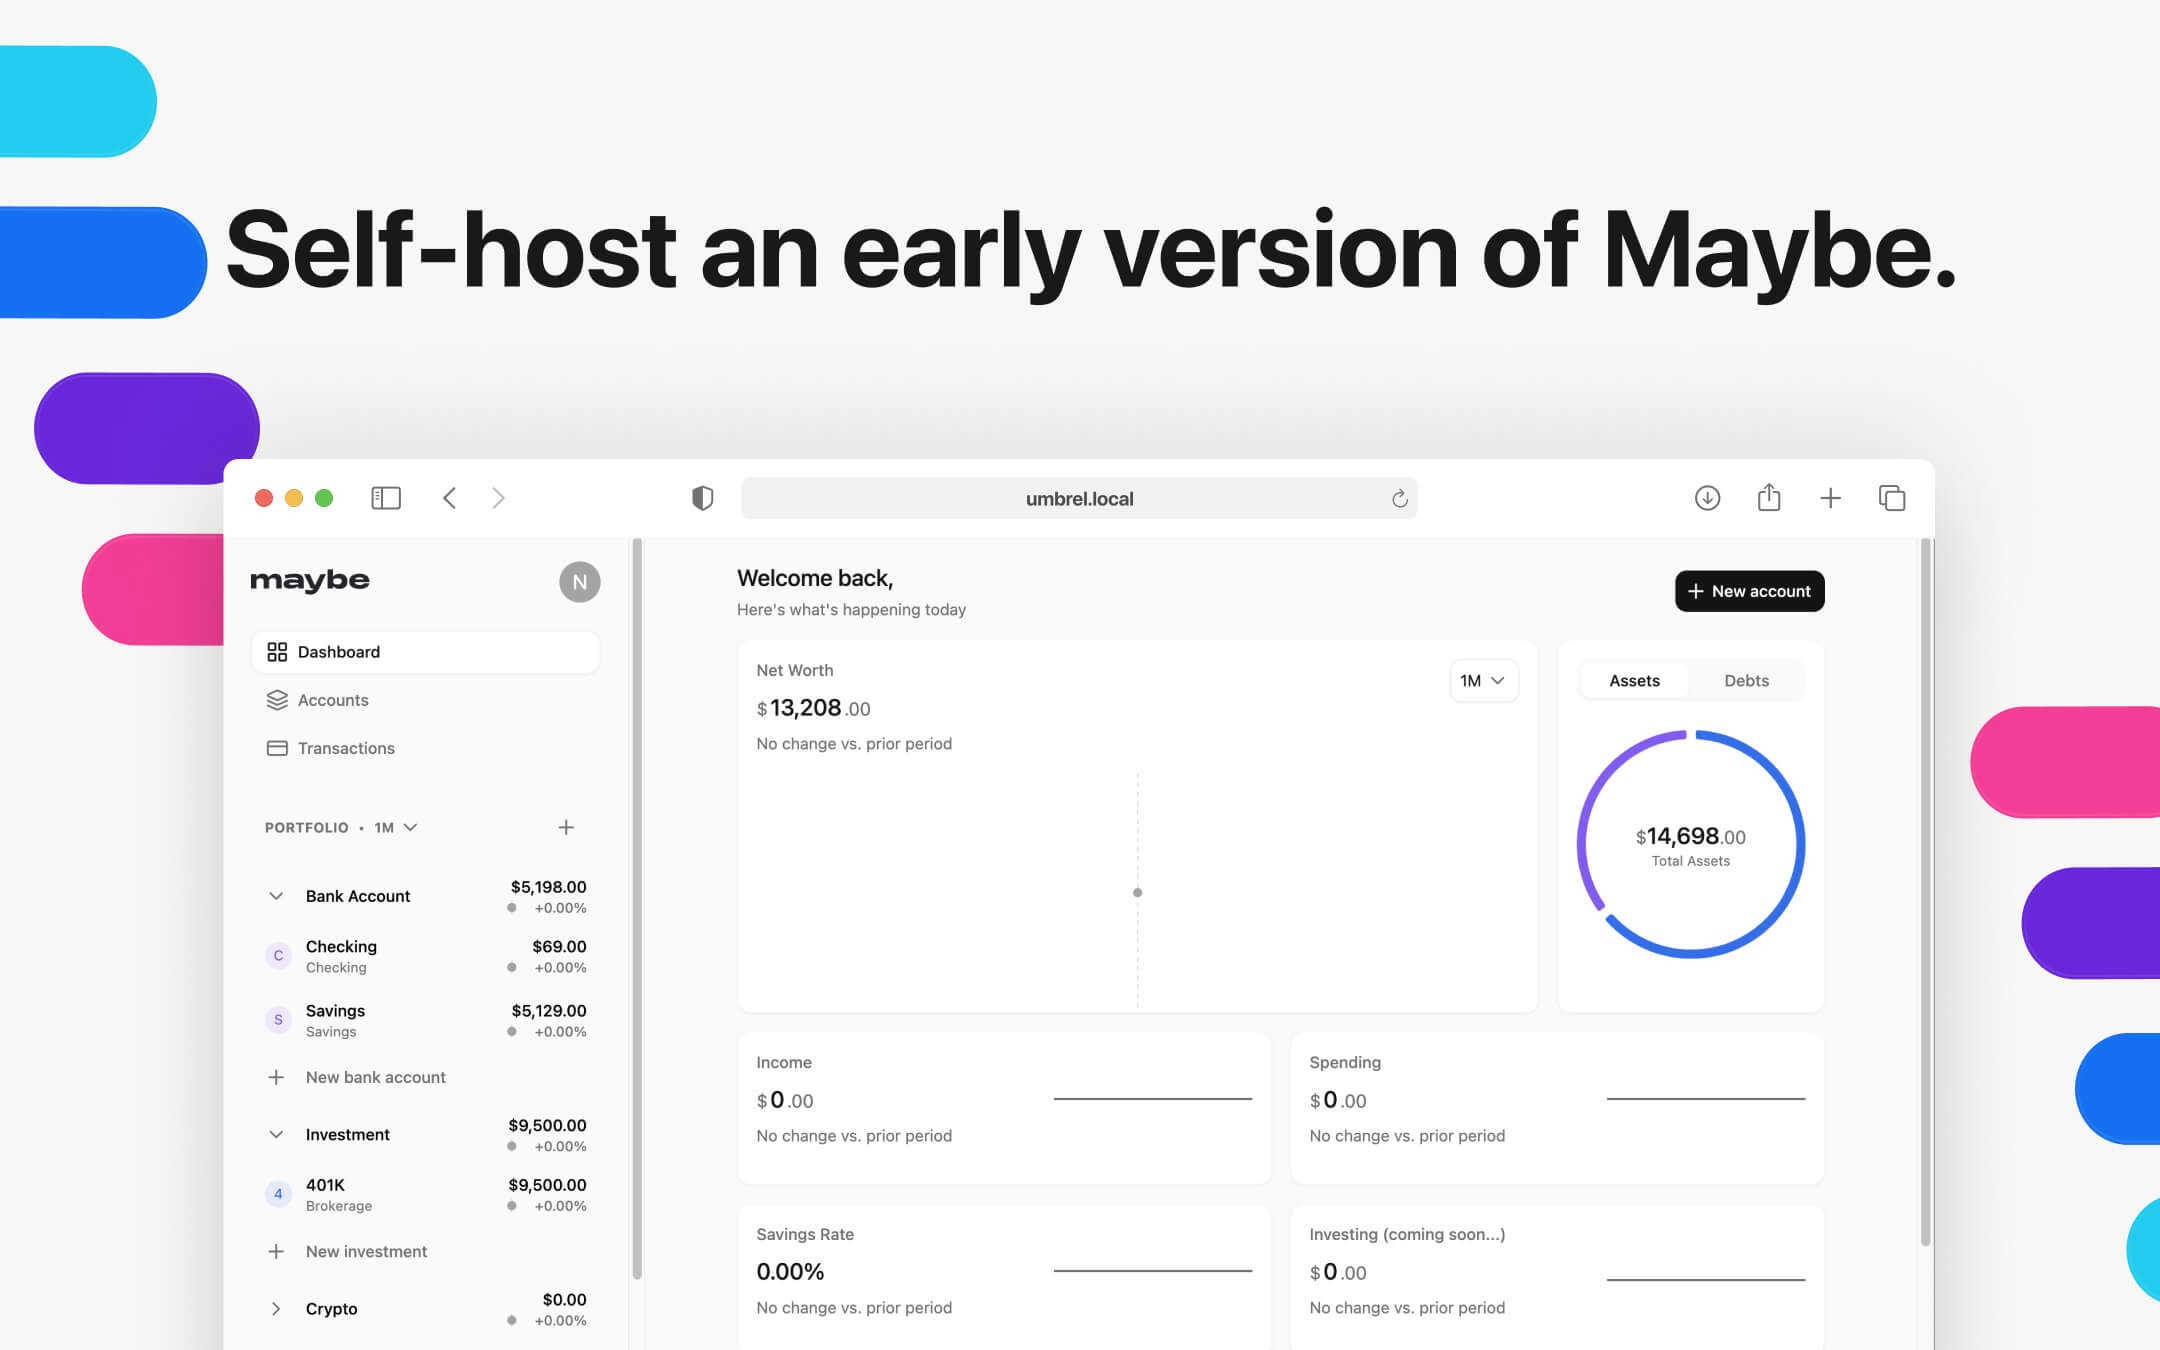 Self-host an early version of Maybe.
umbrel.local
maybe
N
Dashboard
Accounts
Transactions
PORTFOLIO • 1M
Bank Account $5,198.00
+0.00%
C
Checking $69.00
Checking +0.00%
S
Savings $5,129.00
Savings +0.00%
New bank account
Investment $9,500.00
+0.00%
4
401K $9,500.00
Brokerage +0.00%
New investment
Crypto $0.00
+0.00%
Welcome back,
Here's what's happening today
New account
Net Worth
$13,208.00
No change vs. prior period
1M
Assets Debts
$14,698.00
Total Assets
Income
$0.00
No change vs. prior period
Spending
$0.00
No change vs. prior period
Savings Rate
0.00%
No change vs. prior period
Investing (coming soon...)
$0.00
No change vs. prior period